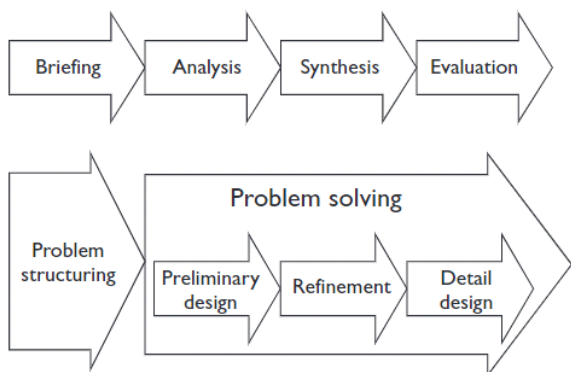 Briefing
Analysis
Synthesis
Evaluation
Problem solving
Problem
structuring
Preliminary
design
Refinement
Detail
design